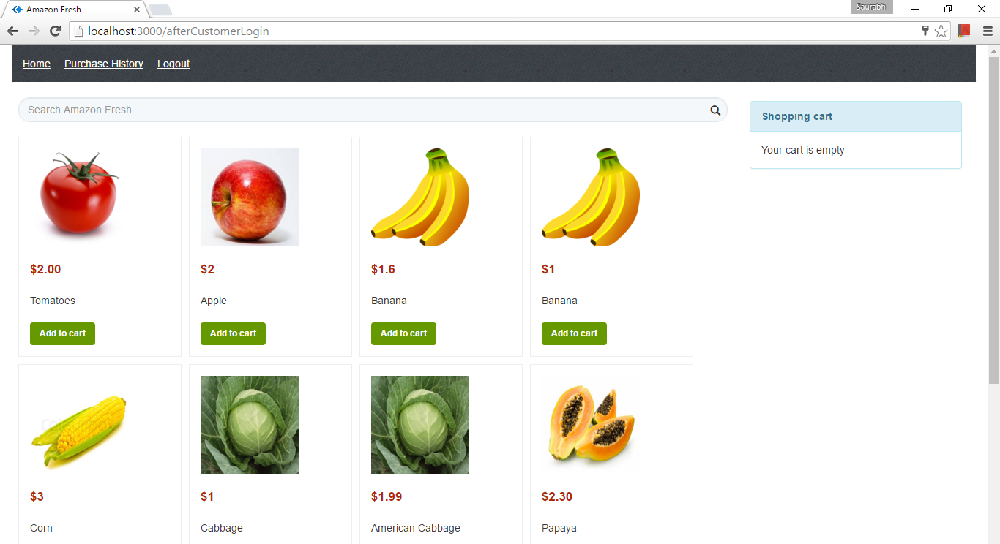 Amazon Fresh
Saurabh
localhost:3000/afterCustomerLogin
Home Purchase History Logout
Search Amazon Fresh
Shopping cart
Your cart is empty
$2.00 $2 $1.6 $1
Tomatoes Apple Banana Banana
Add to cart Add to cart Add to cart Add to cart
$3 $1 $1.99 $2.30
Corn Cabbage American Cabbage Papaya